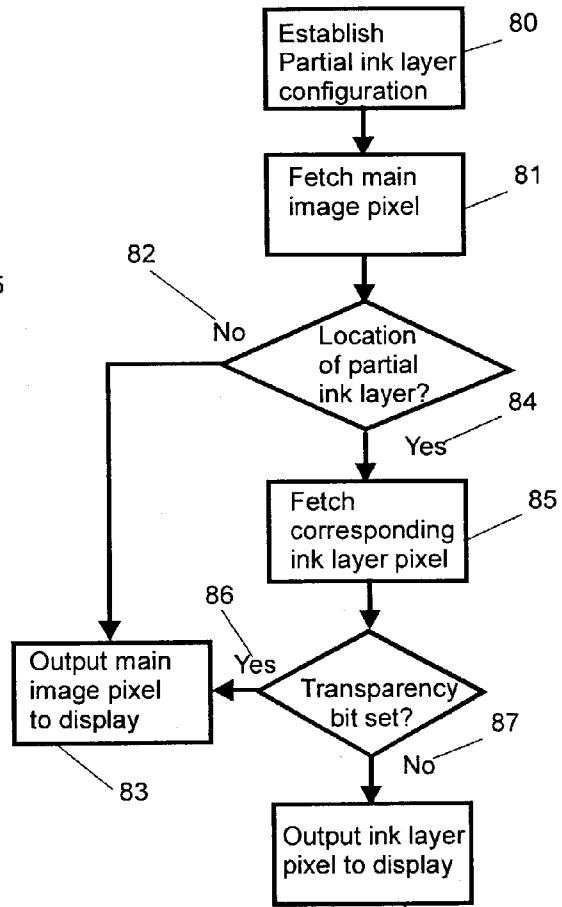 Establish
Partial ink layer
configuration
80
Fetch main
image pixel
81
82
No
Location
of partial
ink layer?
84
Yes
Fetch
corresponding
ink layer pixel
85
86
Yes
Transparency
bit set?
87
No
Output main
image pixel
to display
83
Output ink layer
pixel to display